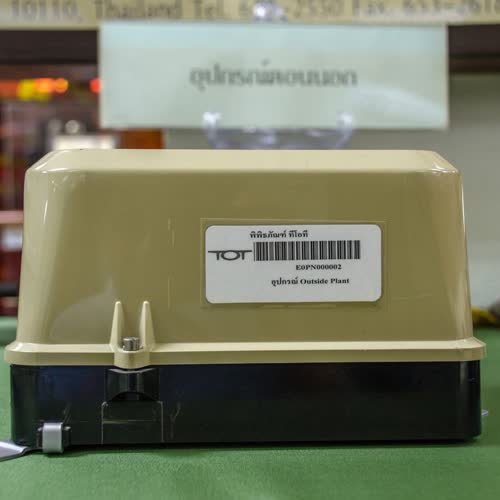 10110, Thailand Tel.
อุปกรณ์ตอนนอก
พิพิธภัณฑ์ ทีโอที
TOT
E0PN000002
อุปกรณ์ Outside Plant